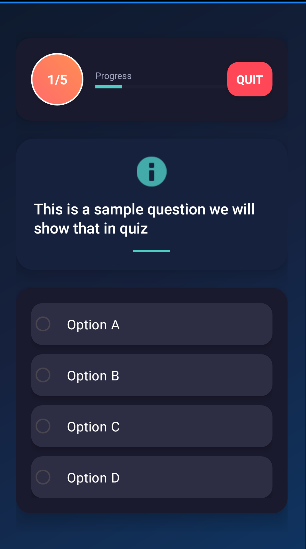 1/5
Progress
QUIT
This is a sample question we will
show that in quiz
Option A
Option B
Option C
Option D